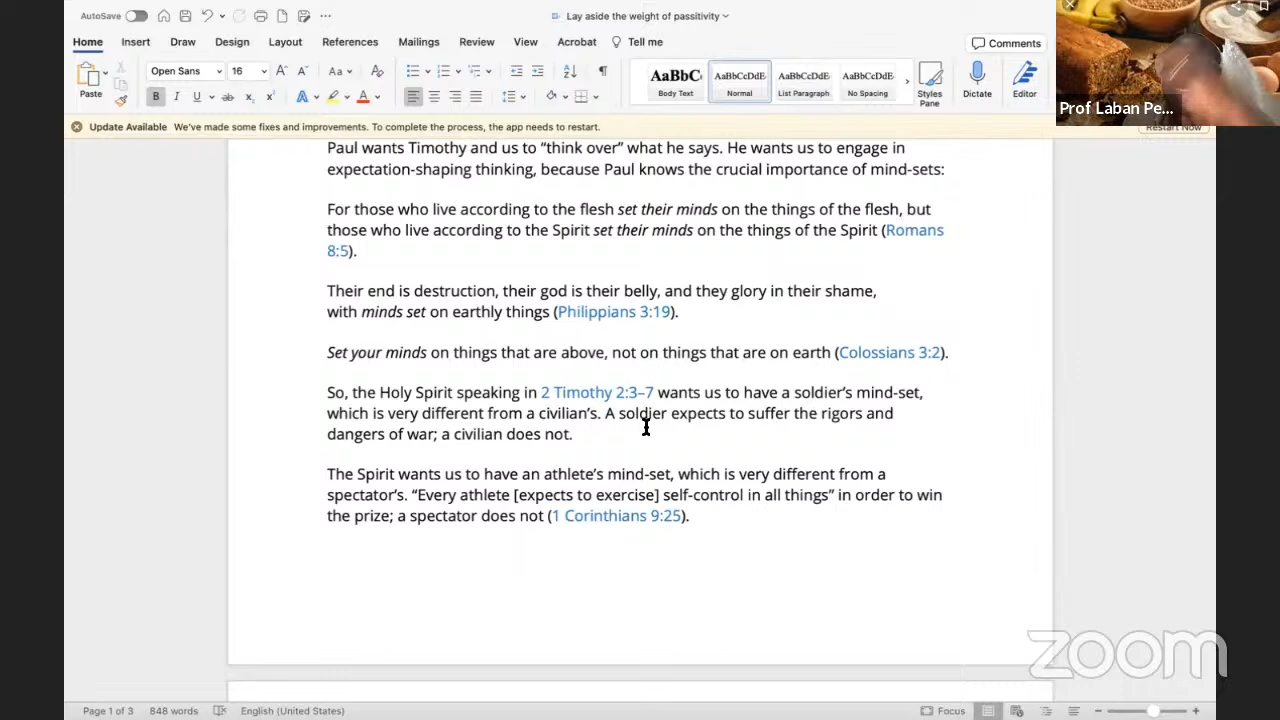 AutoSave
Lay aside the weight of passitivity
Home Insert Draw Design Layout References Mailings Review View Acrobat Tell me
Comments
Paste
Open Sans 16
AaBbC AaBbCcDdE AaBbCcDdE AaBbCcDdE
Body Text Normal List Paragraph No Spacing
Styles Pane
Dictate
Editor
Prof Laban Pe...
Update Available We've made some fixes and improvements. To complete the process, the app needs to restart.
Restart Now
Paul wants Timothy and us to “think over” what he says. He wants us to engage in
expectation-shaping thinking, because Paul knows the crucial importance of mind-sets:
For those who live according to the flesh set their minds on the things of the flesh, but
those who live according to the Spirit set their minds on the things of the Spirit (Romans
8:5).
Their end is destruction, their god is their belly, and they glory in their shame,
with minds set on earthly things (Philippians 3:19).
Set your minds on things that are above, not on things that are on earth (Colossians 3:2).
So, the Holy Spirit speaking in 2 Timothy 2:3–7 wants us to have a soldier’s mind-set,
which is very different from a civilian’s. A soldier expects to suffer the rigors and
dangers of war; a civilian does not.
The Spirit wants us to have an athlete’s mind-set, which is very different from a
spectator’s. “Every athlete [expects to exercise] self-control in all things” in order to win
the prize; a spectator does not (1 Corinthians 9:25).
zoom
Page 1 of 3 848 words English (United States)
Focus